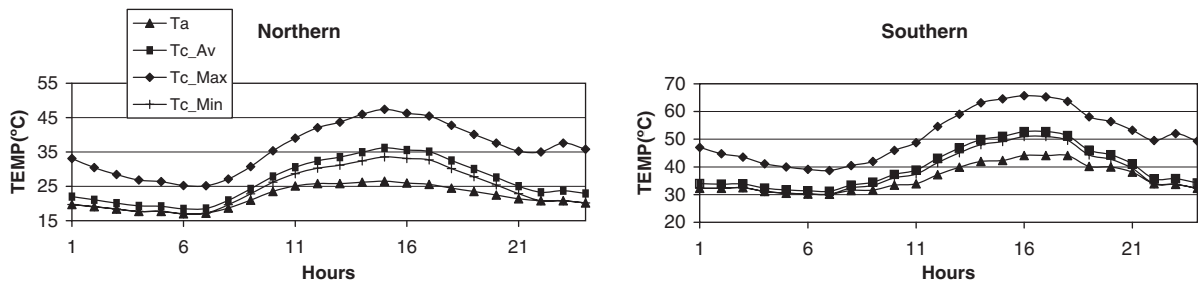 Northern
Ta
Tc_Av
Tc_Max
Tc_Min
TEMP(°C)
55
45
35
25
15
1 6 11 16 21
Hours
Southern
TEMP(°C)
70
60
50
40
30
20
1 6 11 16 21
Hours